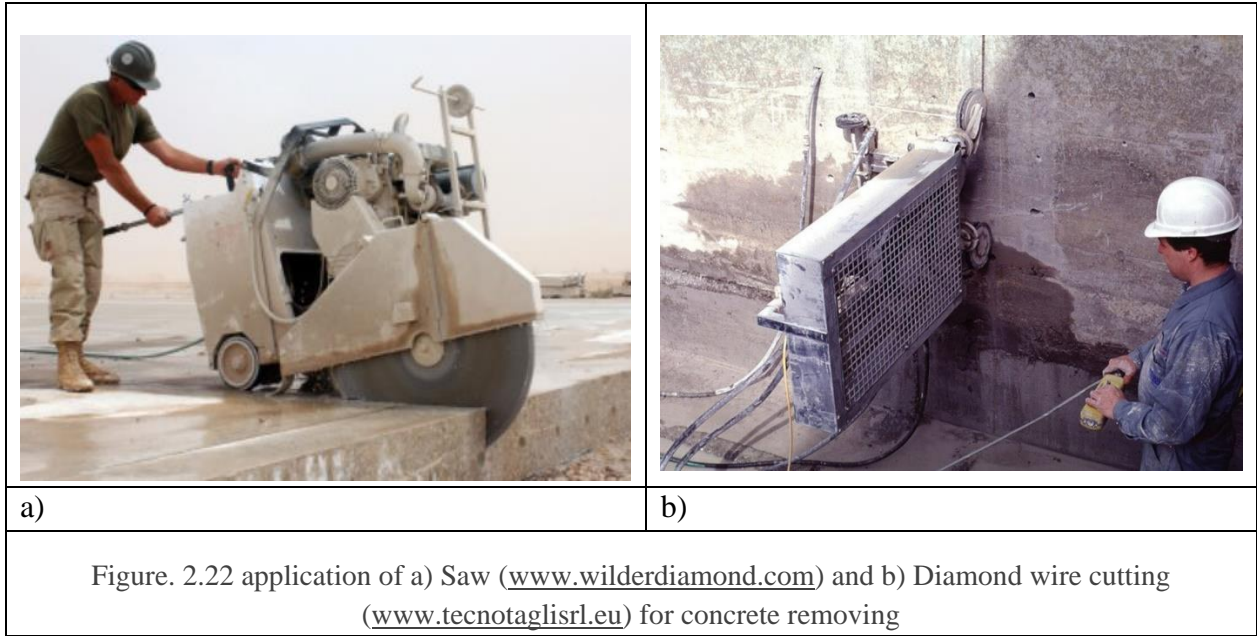 a)
b)
Figure. 2.22 application of a) Saw (www.wilderdiamond.com) and b) Diamond wire cutting
(www.tecnotaglisrl.eu) for concrete removing